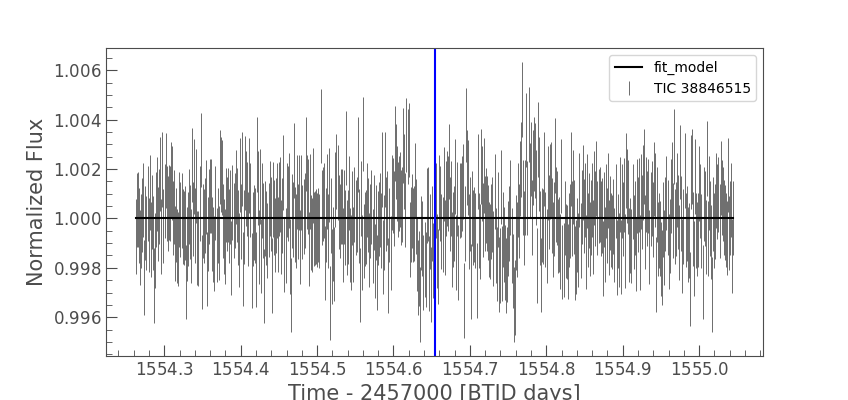 1.006
1.004
1.002
1.000
0.998
0.996
Normalized Flux
fit_model
TIC 38846515
1554.3 1554.4 1554.5 1554.6 1554.7 1554.8 1554.9 1555.0
Time - 2457000 [BTJD days]